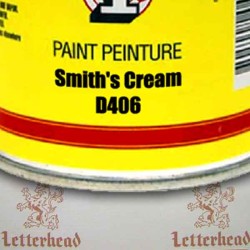 PAINT PEINTURE
Smith's Cream
D406
Letterhead Letterhead